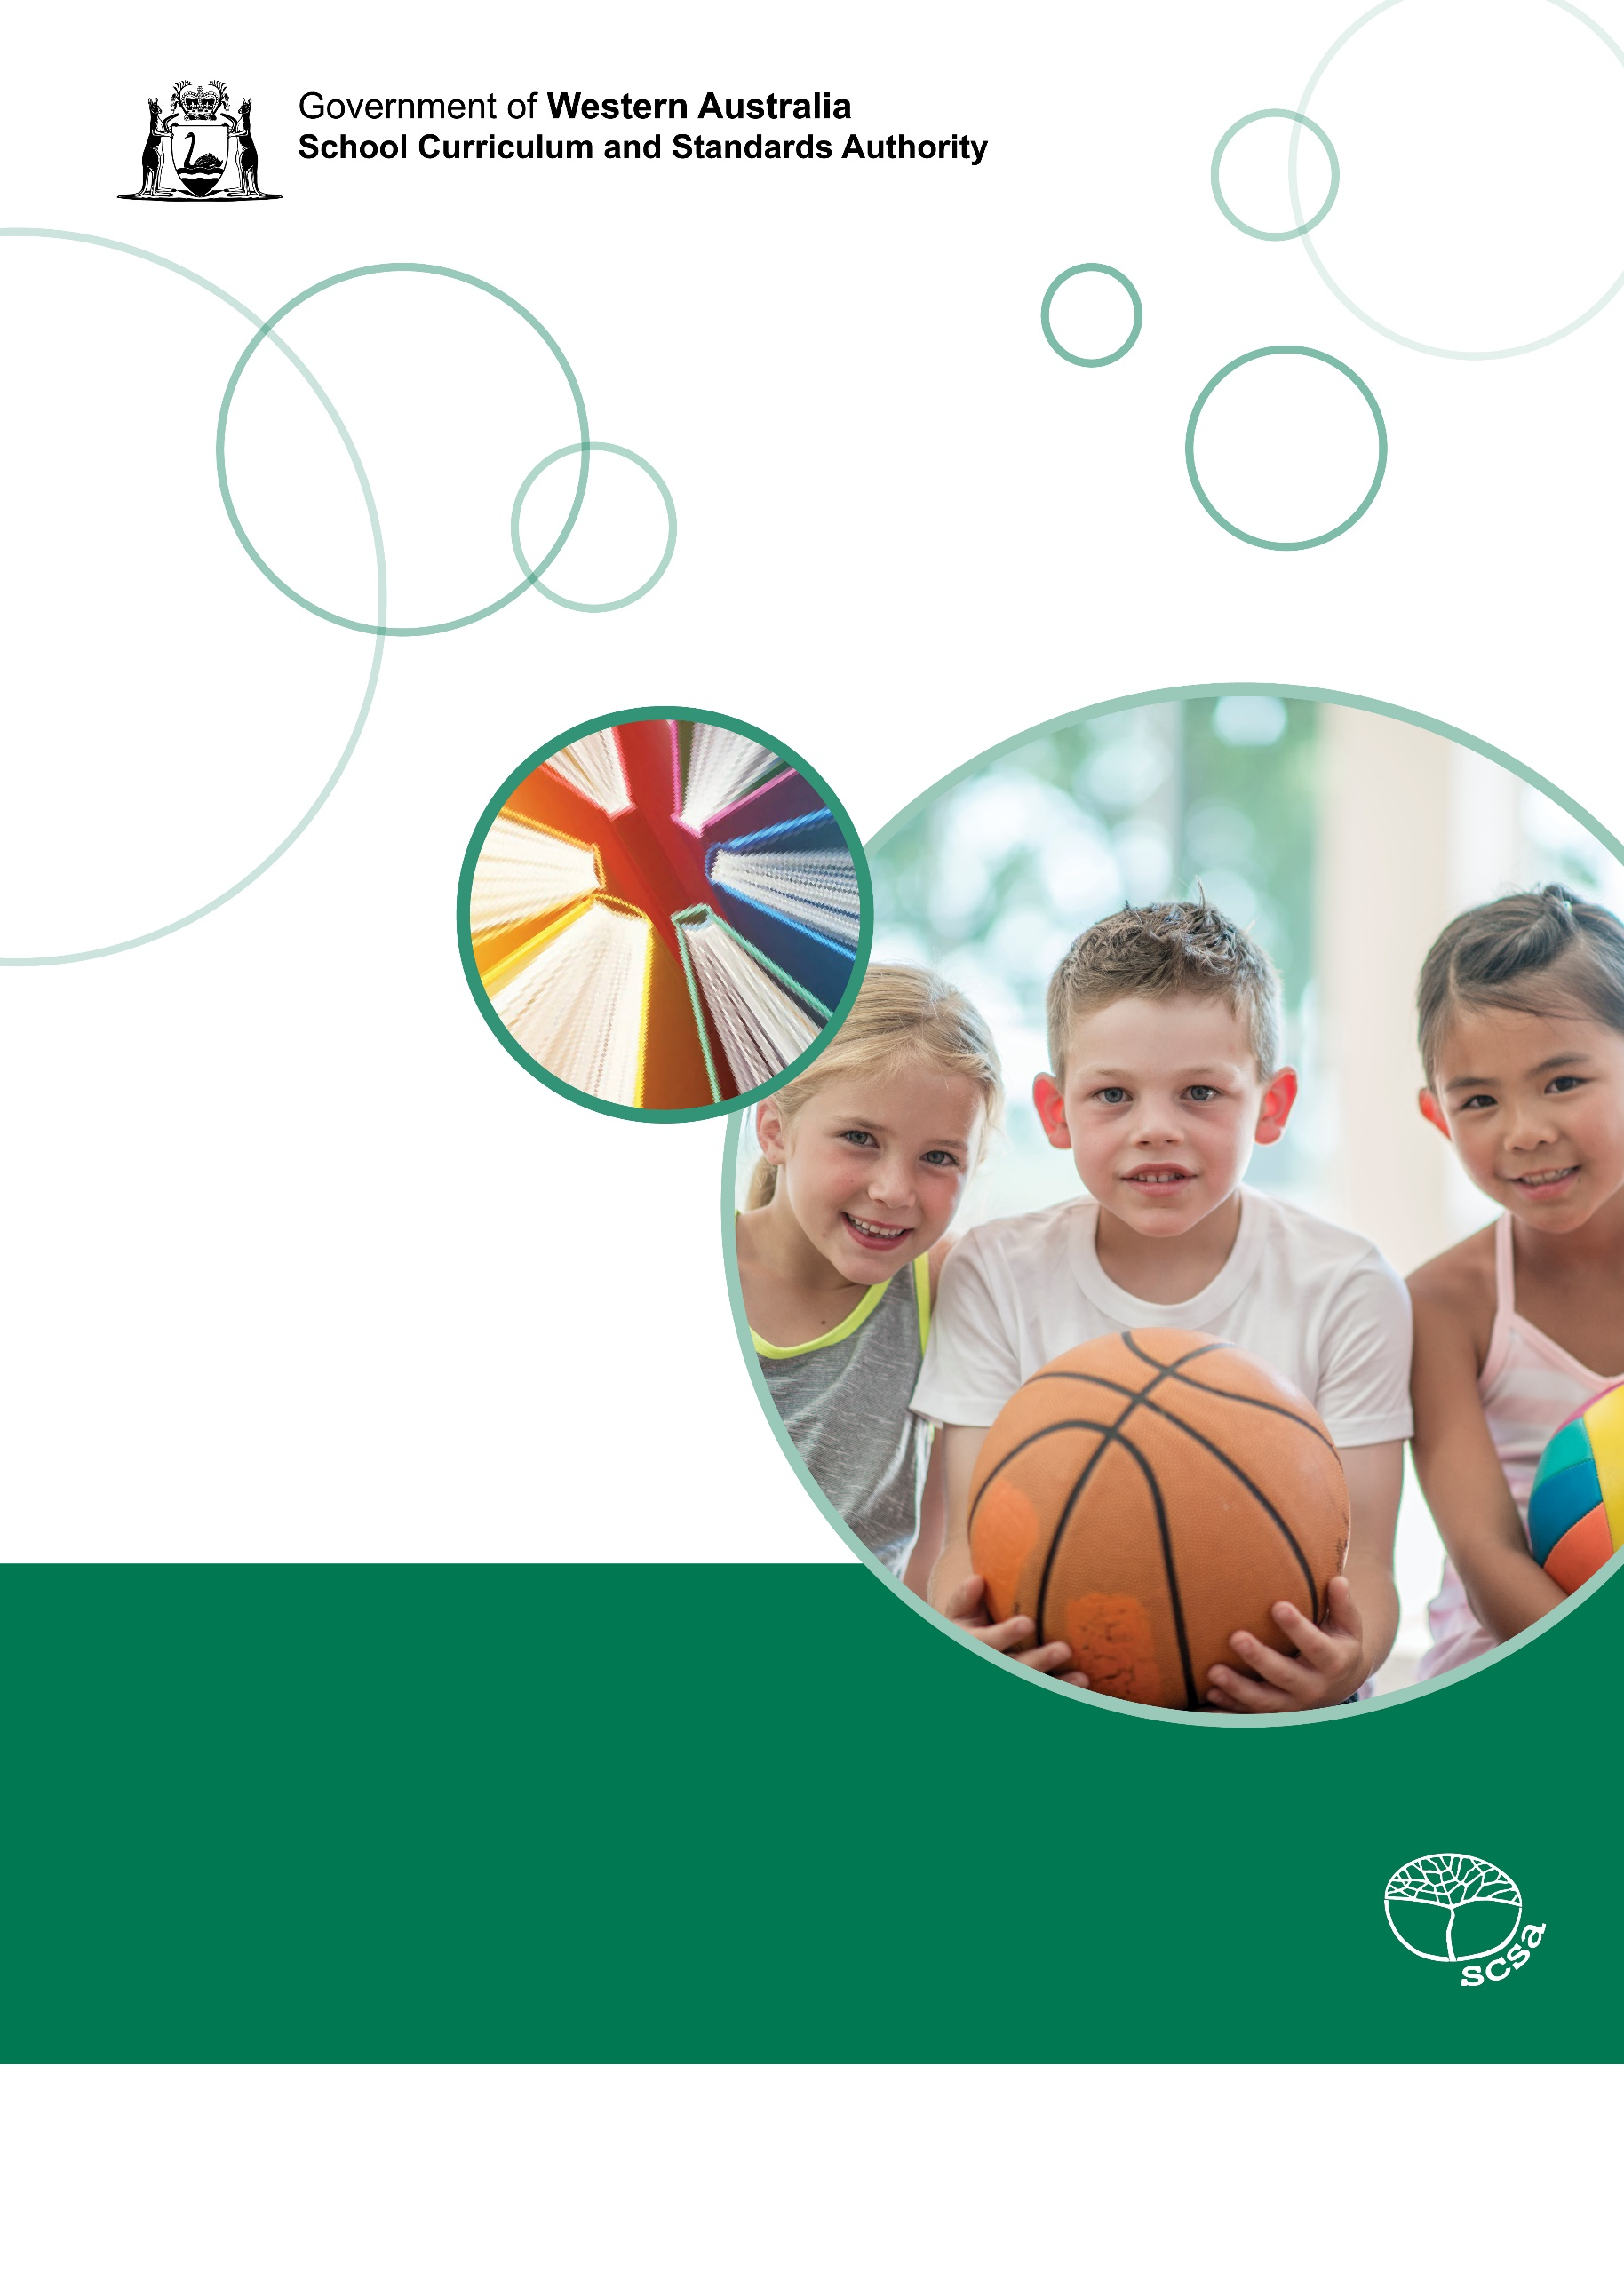 Government of Western Australia
School Curriculum and Standards Authority
scsa